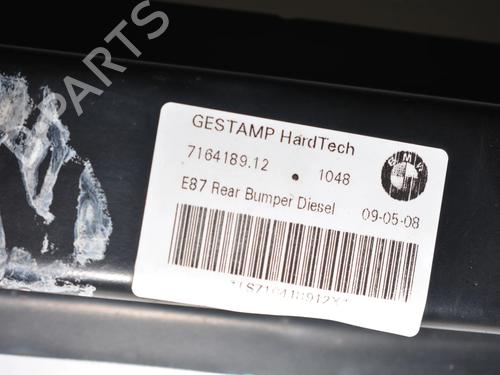 PARTS
GESTAMP HardTech
7164189.12 • 1048
BMW
E87 Rear Bumper Diesel 09-05-08